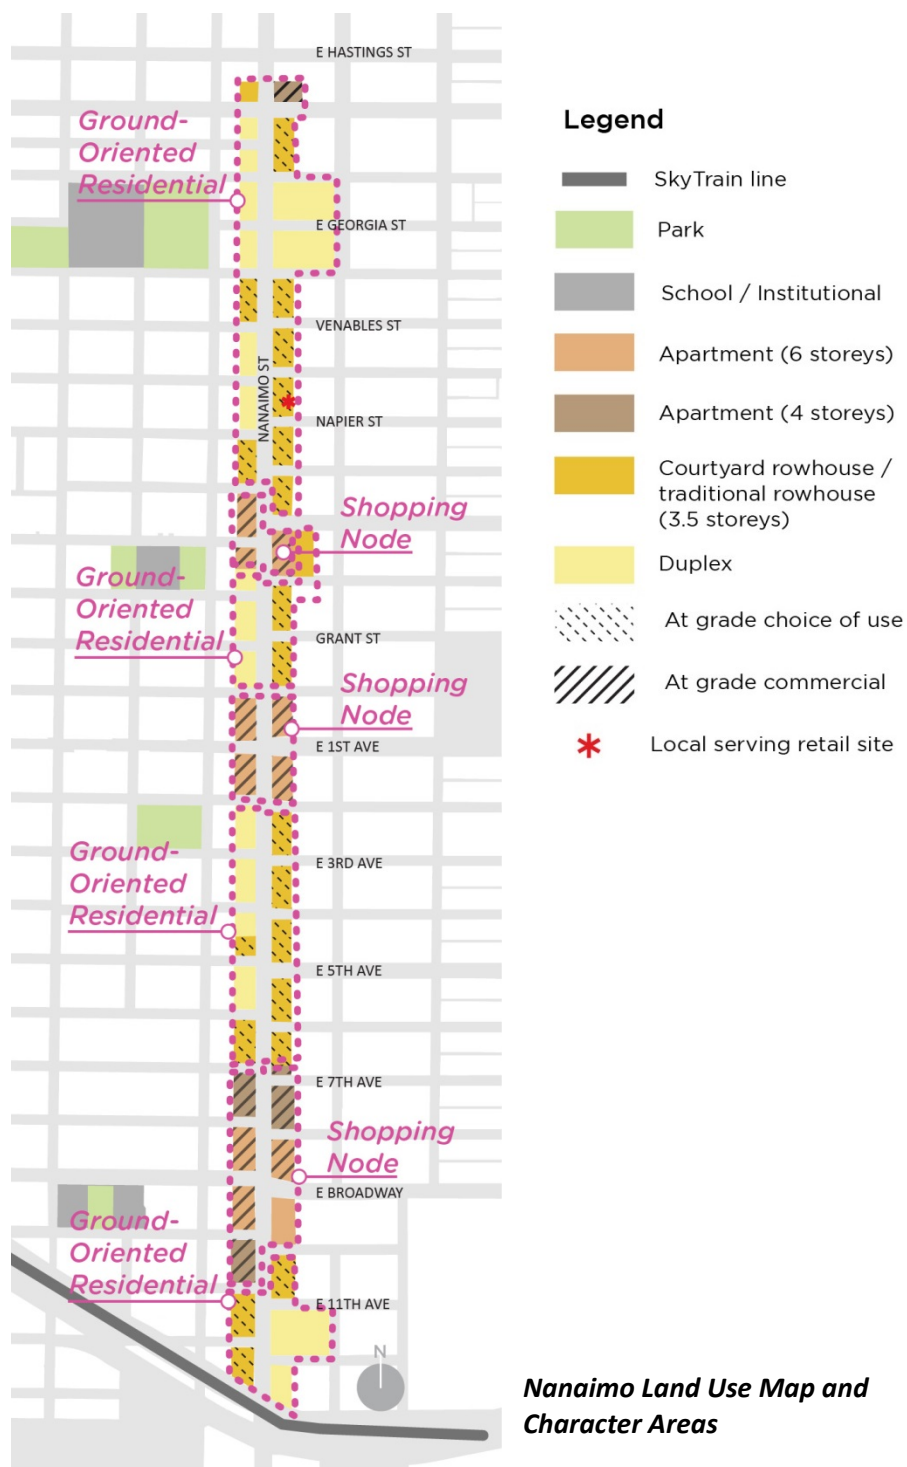 E HASTINGS ST
Ground-
Oriented
Residential
E GEORGIA ST
VENABLES ST
NANAIMO ST
NAPIER ST
Shopping
Node
Ground-
Oriented
Residential
GRANT ST
Shopping
Node
E 1ST AVE
Ground-
Oriented
Residential
E 3RD AVE
E 5TH AVE
E 7TH AVE
Shopping
Node
E BROADWAY
Ground-
Oriented
Residential
E 11TH AVE
N
Legend
SkyTrain line
Park
School / Institutional
Apartment (6 storeys)
Apartment (4 storeys)
Courtyard rowhouse /
traditional rowhouse
(3.5 storeys)
Duplex
At grade choice of use
At grade commercial
Local serving retail site
Nanaimo Land Use Map and
Character Areas